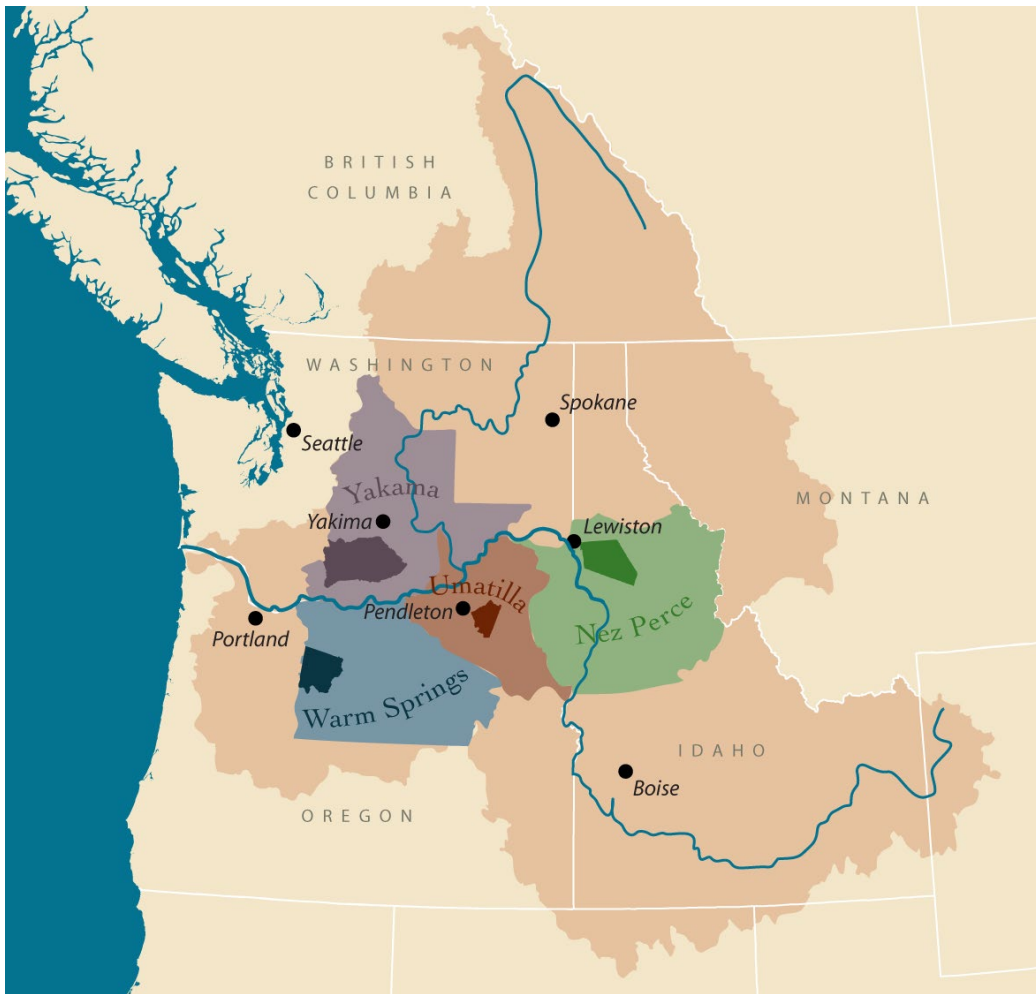 BRITISH
COLUMBIA
WASHINGTON
Spokane
Seattle
MONTANA
Yakama
Yakima
Lewiston
Umatilla
Pendleton
Nez Perce
Portland
Warm Springs
IDAHO
Boise
OREGON